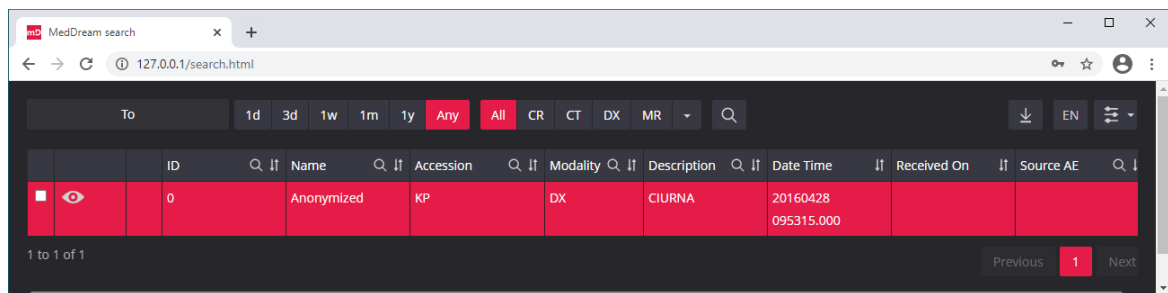 mD MedDream search
127.0.0.1/search.html
To 1d 3d 1w 1m 1y Any All CR CT DX MR EN
ID Name Accession Modality Description Date Time Received On Source AE
0 Anonymized KP DX CIURNA 20160428
095315.000
1 to 1 of 1
Previous 1 Next